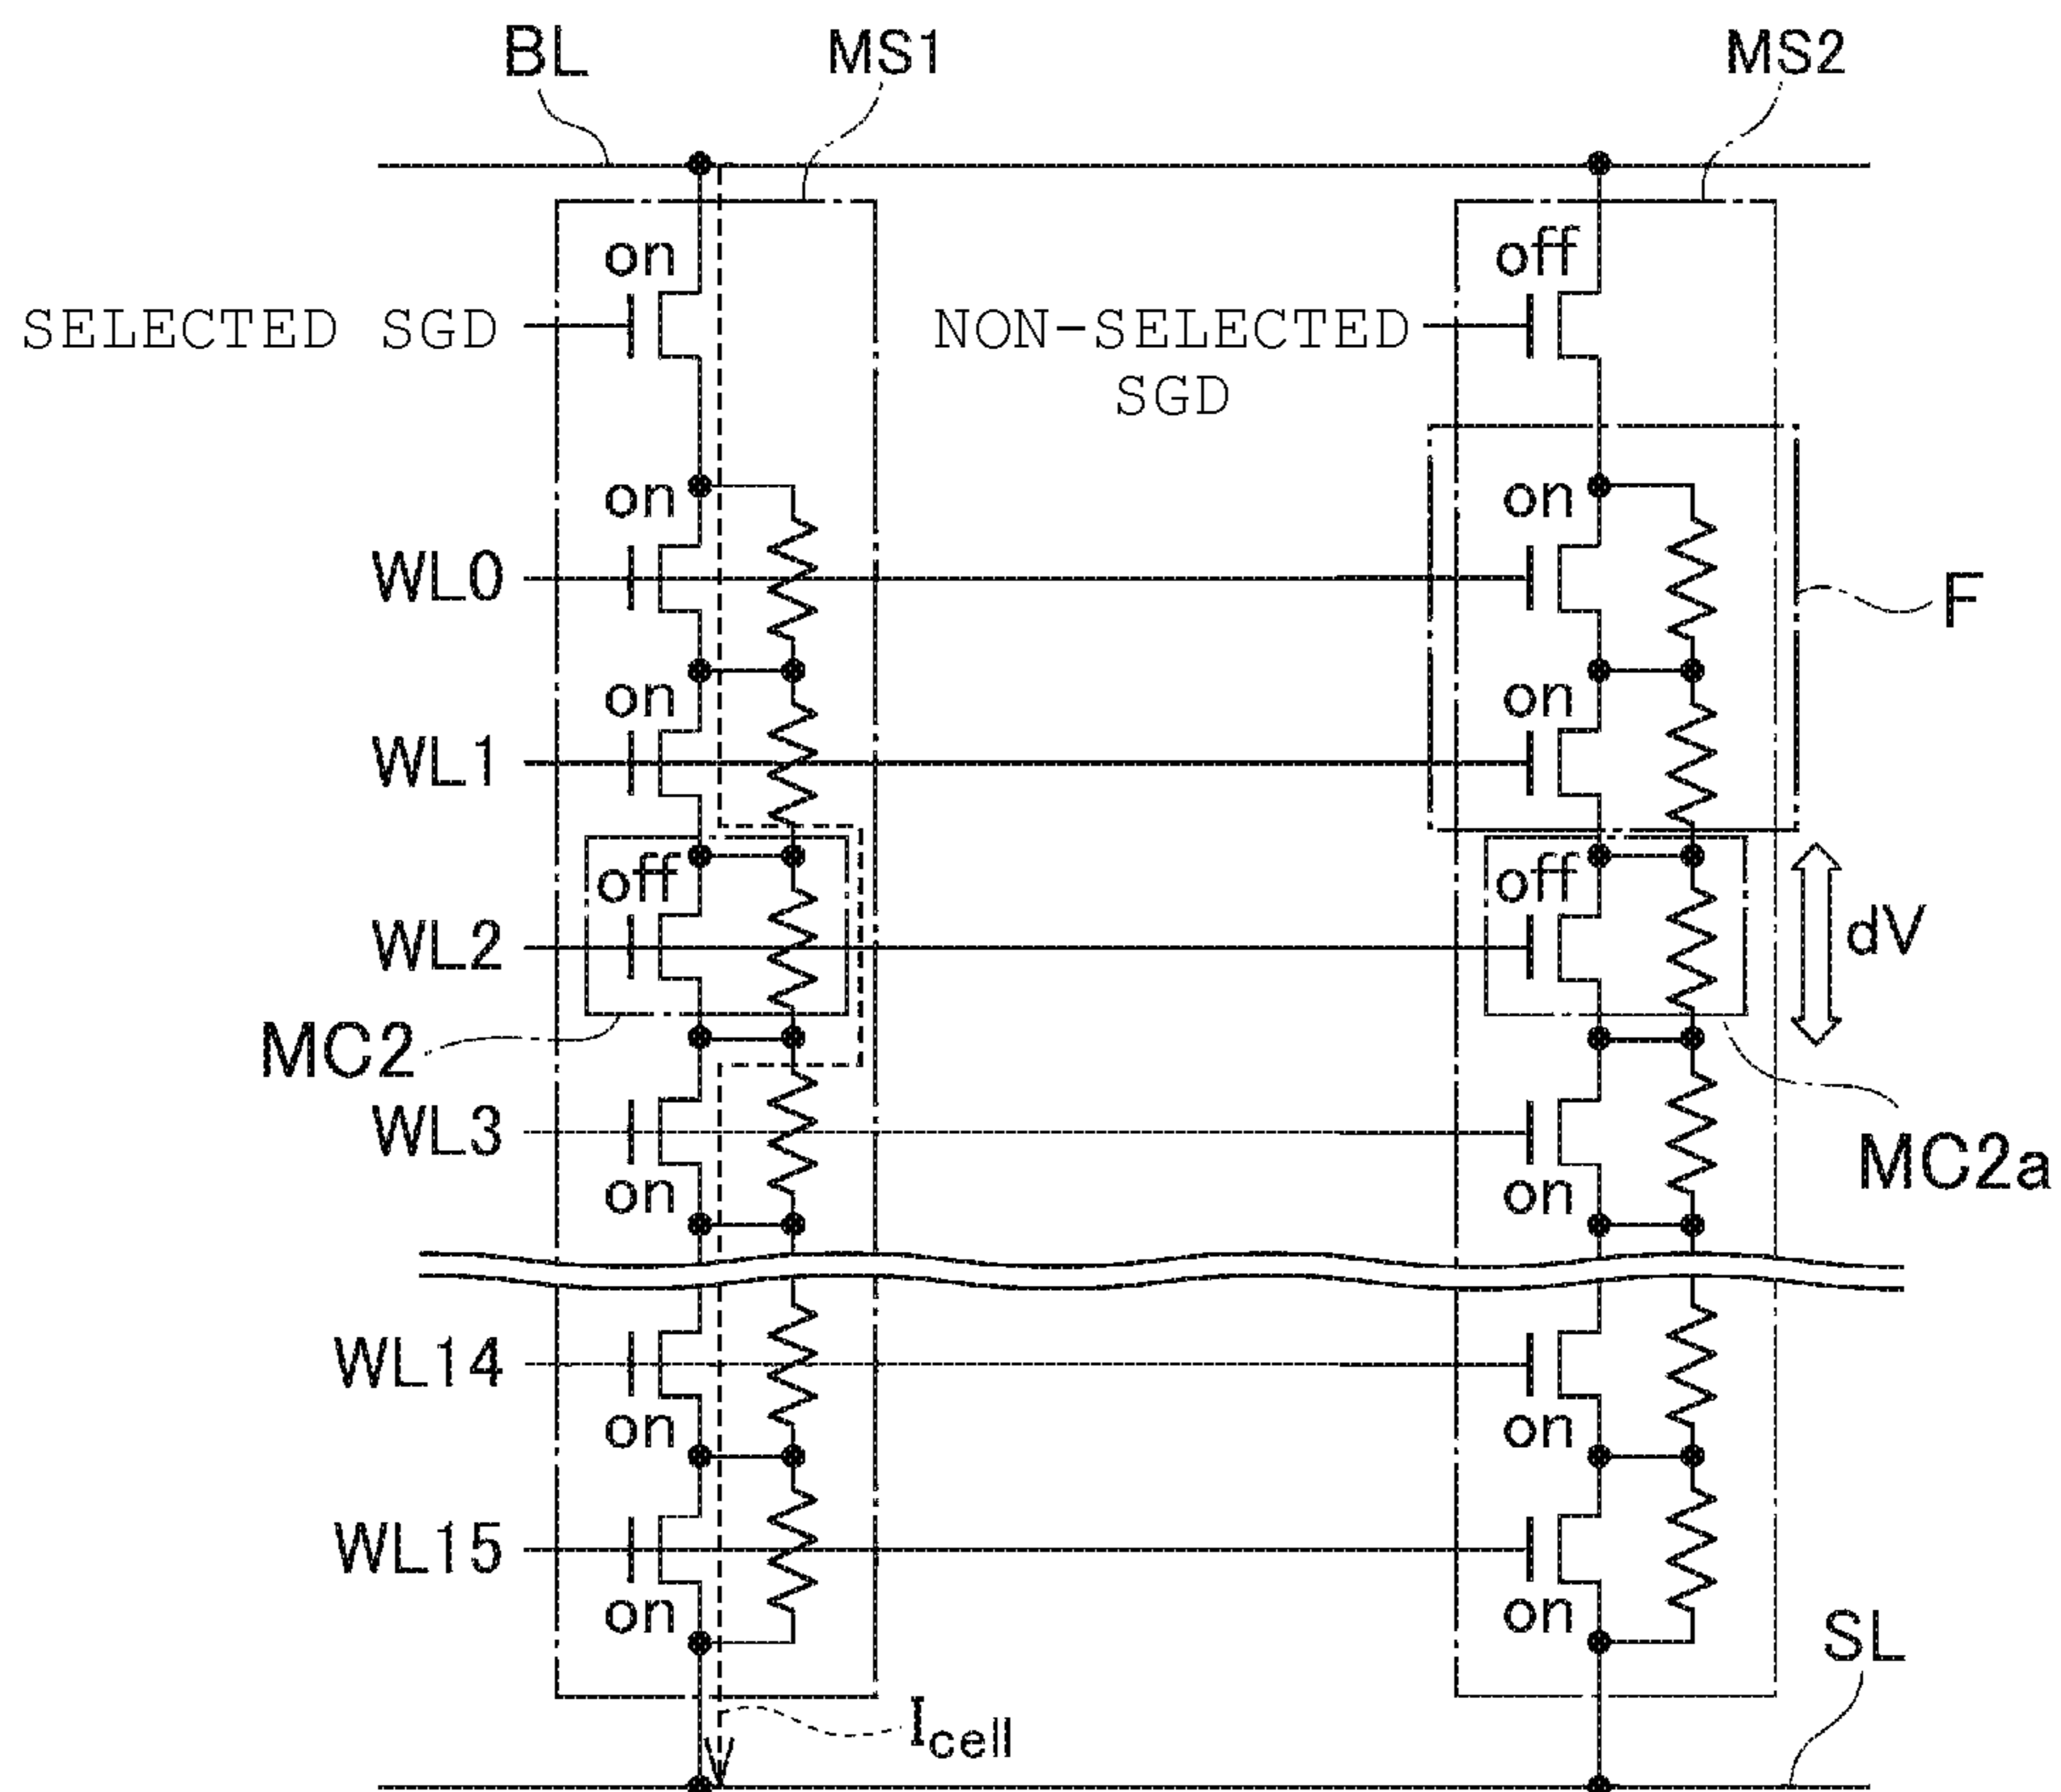 BL
MS1
MS2
on
off
SELECTED SGD
NON-SELECTED
SGD
on
on
WL0
F
on
on
WL1
off
off
WL2
dV
MC2
WL3
MC2a
on
on
WL14
on
on
WL15
on
on
SL
Icell